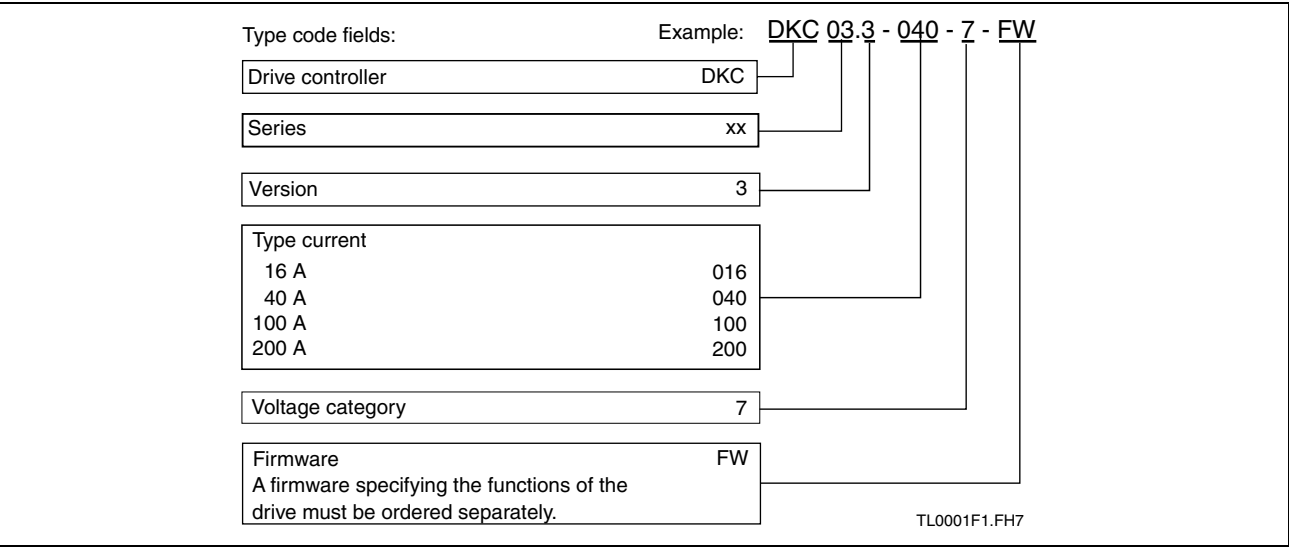 Type code fields: Example: DKC 03.3 - 040 - 7 - FW
Drive controller DKC
Series xx
Version 3
Type current
16 A 016
40 A 040
100 A 100
200 A 200
Voltage category 7
Firmware FW
A firmware specifying the functions of the
drive must be ordered separately.
TL0001F1.FH7